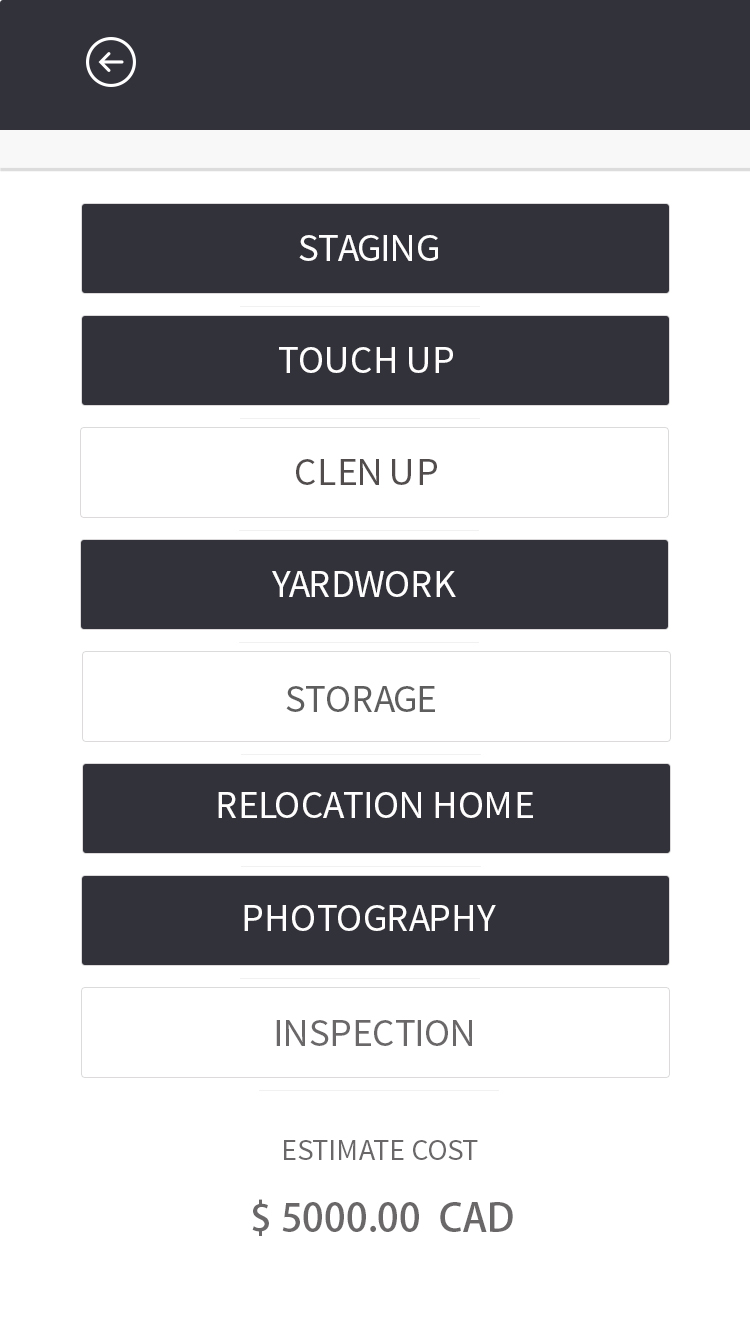 STAGING
TOUCH UP
CLEN UP
YARDWORK
STORAGE
RELOCATION HOME
PHOTOGRAPHY
INSPECTION
ESTIMATE COST
$ 5000.00 CAD